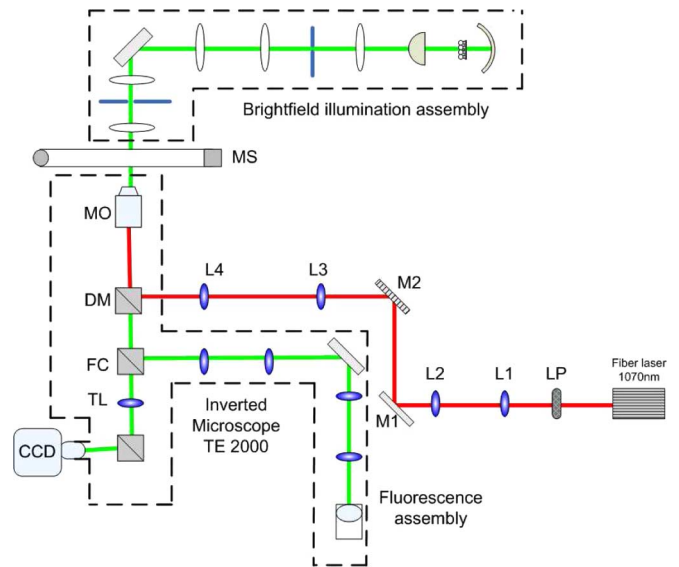 Brightfield illumination assembly
MS
MO
L4
L3
M2
DM
Fiber laser
1070nm
FC
L2
L1
LP
TL
M1
Inverted
Microscope
TE 2000
CCD
Fluorescence
assembly